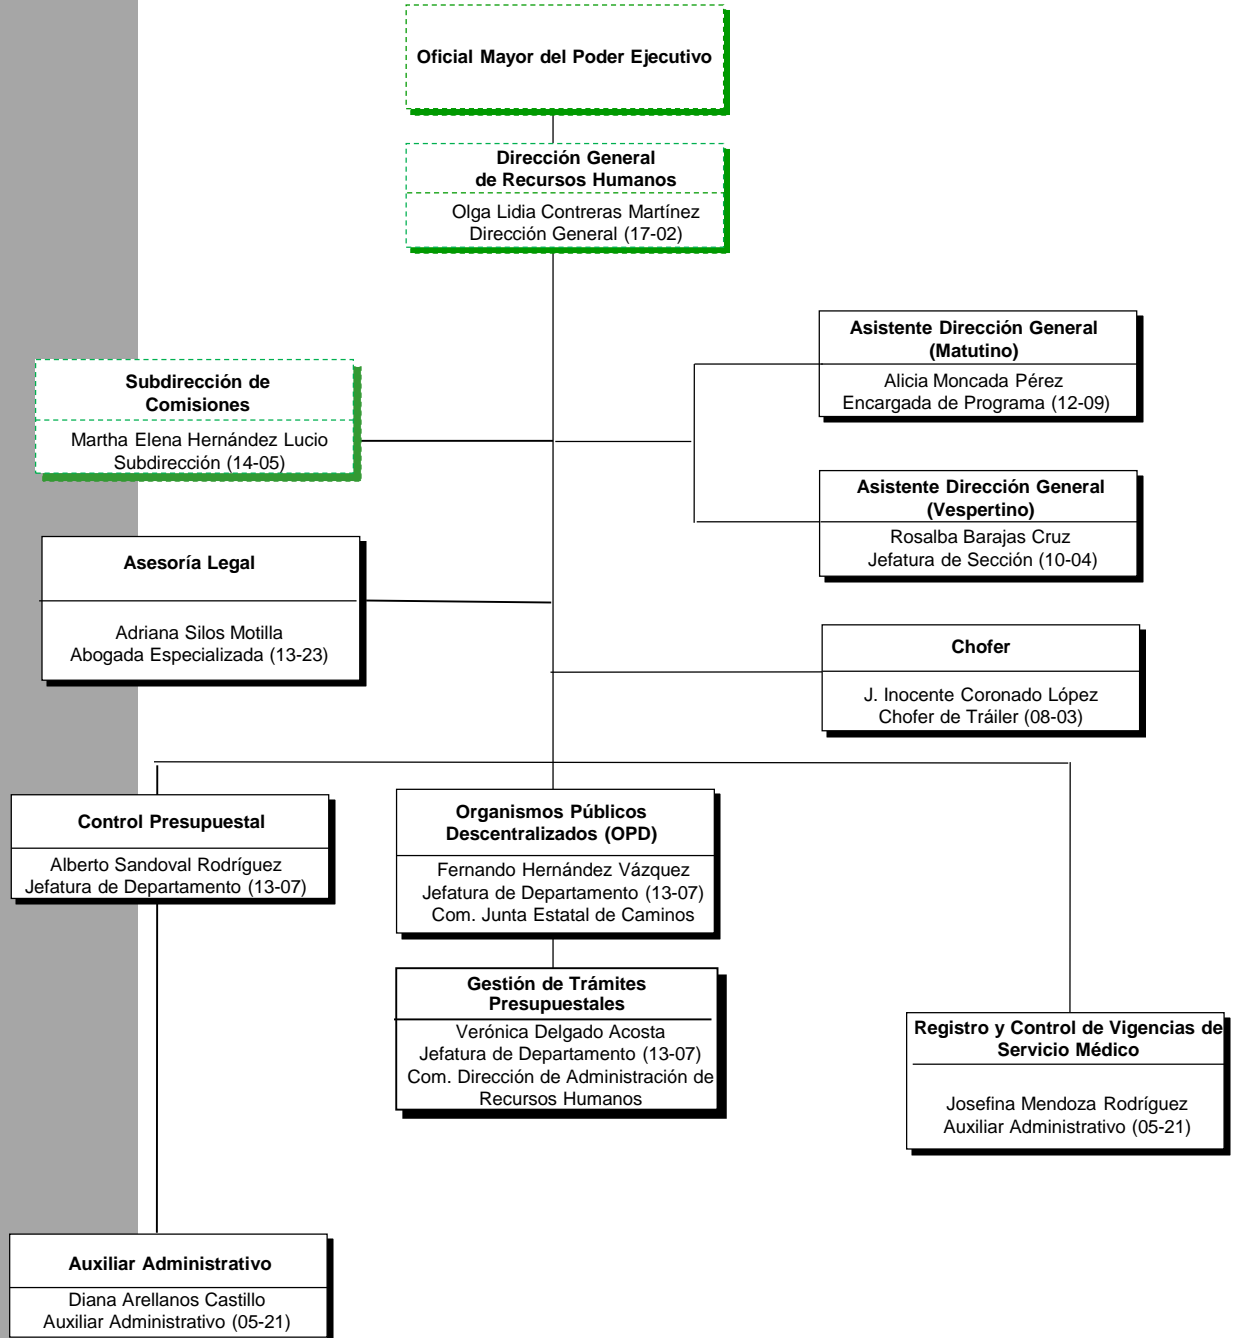 Oficial Mayor del Poder Ejecutivo
Dirección General
de Recursos Humanos
Olga Lidia Contreras Martínez
Dirección General (17-02)
Asistente Dirección General
(Matutino)
Alicia Moncada Pérez
Encargada de Programa (12-09)
Subdirección de
Comisiones
Martha Elena Hernández Lucio
Subdirección (14-05)
Asistente Dirección General
(Vespertino)
Rosalba Barajas Cruz
Jefatura de Sección (10-04)
Asesoría Legal
Adriana Silos Motilla
Abogada Especializada (13-23)
Chofer
J. Inocente Coronado López
Chofer de Tráiler (08-03)
Control Presupuestal
Alberto Sandoval Rodríguez
Jefatura de Departamento (13-07)
Organismos Públicos
Descentralizados (OPD)
Fernando Hernández Vázquez
Jefatura de Departamento (13-07)
Com. Junta Estatal de Caminos
Gestión de Trámites
Presupuestales
Verónica Delgado Acosta
Jefatura de Departamento (13-07)
Com. Dirección de Administración de
Recursos Humanos
Registro y Control de Vigencias de
Servicio Médico
Josefina Mendoza Rodríguez
Auxiliar Administrativo (05-21)
Auxiliar Administrativo
Diana Arellanos Castillo
Auxiliar Administrativo (05-21)